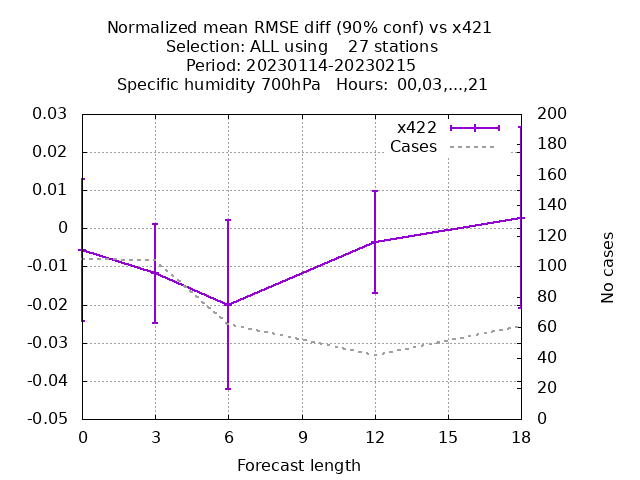 Normalized mean RMSE diff (90% conf) vs x421
Selection: ALL using    27 stations
Period: 20230114-20230215
Specific humidity 700hPa   Hours: 00,03,...,21
x422
Cases
0.03
0.02
0.01
0
-0.01
-0.02
-0.03
-0.04
-0.05
200
180
160
140
120
100
80
60
40
20
0
No cases
0 3 6 9 12 15 18
Forecast length